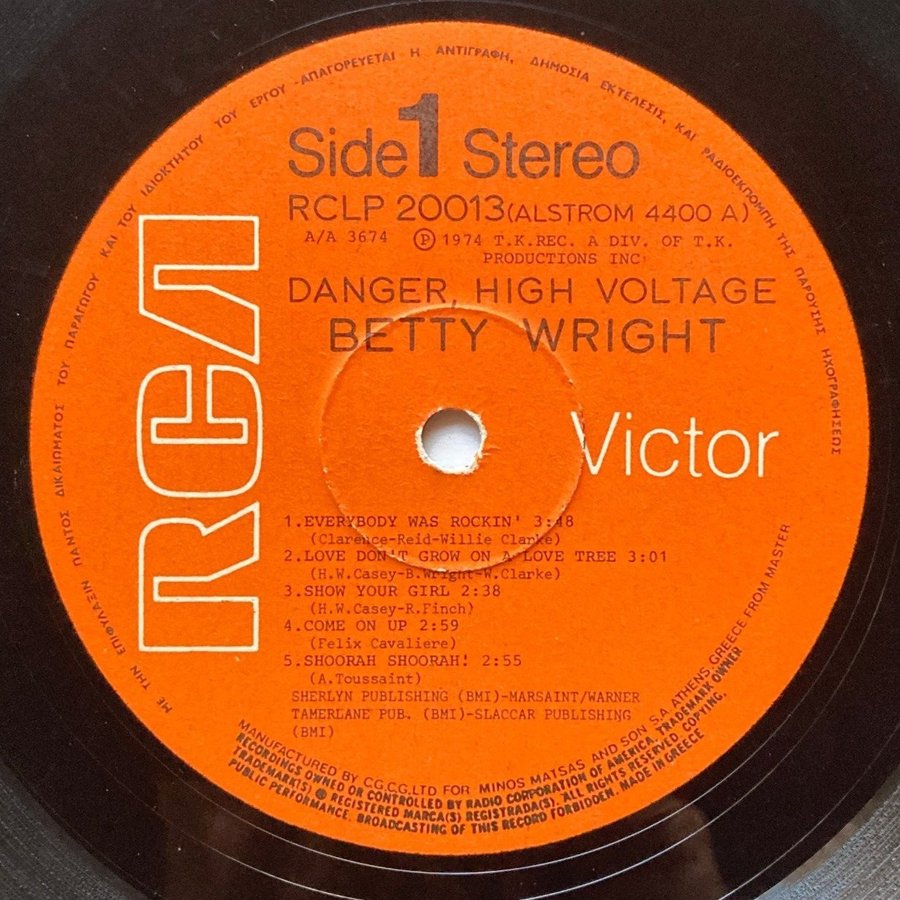 ΜΕ ΤΗΝ ΕΠΙΦΥΛΑΞΙΝ ΠΑΝΤΟΣ ΔΙΚΑΙΩΜΑΤΟΣ ΤΟΥ ΠΑΡΑΓΩΓΟΥ ΚΑΙ ΤΟΥ ΙΔΙΟΚΤΗΤΟΥ ΤΟΥ ΕΡΓΟΥ - ΑΠΑΓΟΡΕΥΕΤΑΙ Η ΑΝΤΙΓΡΑΦΗ, ΔΗΜΟΣΙΑ ΕΚΤΕΛΕΣΙΣ, ΚΑΙ ΡΑΔΙΟΕΚΠΟΜΠΗ ΤΗΣ ΠΑΡΟΥΣΗΣ ΗΧΟΓΡΑΦΗΣΕΩΣ
Side 1 Stereo
RCLP 20013 (ALSTROM 4400 A)
A/A 3674 Ⓟ 1974 T.K.REC. A DIV. OF T.K.
PRODUCTIONS INC
DANGER, HIGH VOLTAGE
BETTY WRIGHT
RCA
Victor
1.EVERYBODY WAS ROCKIN' 3:48
(Clarence-Reid-Willie Clarke)
2.LOVE DON'T GROW ON A LOVE TREE 3:01
(H.W.Casey-B.Wright-W.Clarke)
3.SHOW YOUR GIRL 2:38
(H.W.Casey-R.Finch)
4.COME ON UP 2:59
(Felix Cavaliere)
5.SHOORAH SHOORAH! 2:55
(A.Toussaint)
SHERLYN PUBLISHING (BMI)-MARSAINT/WARNER
TAMERLANE PUB. (BMI)-SLACCAR PUBLISHING
(BMI)
MANUFACTURED BY C.G.C.G.LTD FOR MINOS MATSAS AND SON S.A. ATHENS.GREECE FROM MASTER
RECORDINGS OWNED OR CONTROLLED BY RADIO CORPORATION OF AMERICA. TRADEMARK OWNER
TRADEMARK(S) ® REGISTERED MARCA(S) REGISTRADA(S). ALL RIGHTS RESERVED COPYING,
PUBLIC PERFORMANCE. BROADCASTING OF THIS RECORD FORBIDDEN. MADE IN GREECE